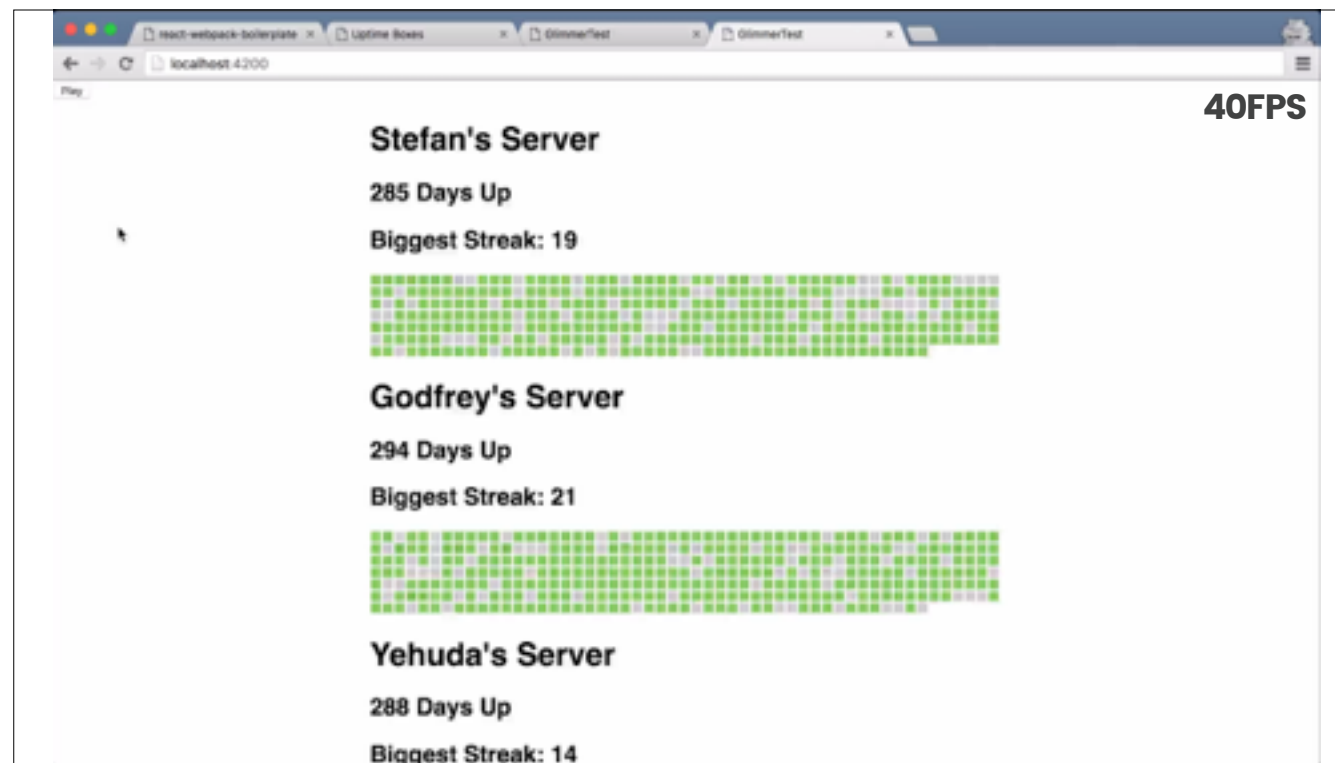 react-webpack-boilerplate
Uptime Boxes
GlimmerTest
GlimmerTest
localhost:4200
Play
40FPS
Stefan's Server
285 Days Up
Biggest Streak: 19
Godfrey's Server
294 Days Up
Biggest Streak: 21
Yehuda's Server
288 Days Up
Biggest Streak: 14